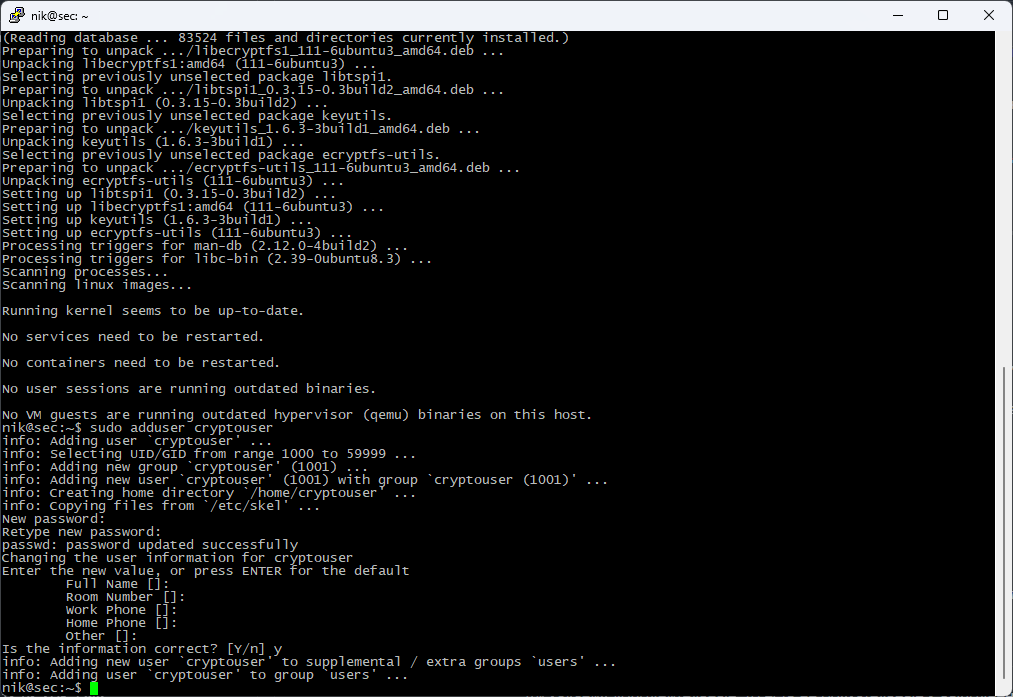 nik@sec: ~
(Reading database ... 83524 files and directories currently installed.)
Preparing to unpack .../libecryptfs1_111-6ubuntu3_amd64.deb ...
Unpacking libecryptfs1:amd64 (111-6ubuntu3) ...
Selecting previously unselected package libtspi1.
Preparing to unpack .../libtspi1_0.3.15-0.3build2_amd64.deb ...
Unpacking libtspi1 (0.3.15-0.3build2) ...
Selecting previously unselected package keyutils.
Preparing to unpack .../keyutils_1.6.3-3build1_amd64.deb ...
Unpacking keyutils (1.6.3-3build1) ...
Selecting previously unselected package ecryptfs-utils.
Preparing to unpack .../ecryptfs-utils_111-6ubuntu3_amd64.deb ...
Unpacking ecryptfs-utils (111-6ubuntu3) ...
Setting up libtspi1 (0.3.15-0.3build2) ...
Setting up libecryptfs1:amd64 (111-6ubuntu3) ...
Setting up keyutils (1.6.3-3build1) ...
Setting up ecryptfs-utils (111-6ubuntu3) ...
Processing triggers for man-db (2.12.0-4build2) ...
Processing triggers for libc-bin (2.39-0ubuntu8.3) ...
Scanning processes...
Scanning linux images...
Running kernel seems to be up-to-date.
No services need to be restarted.
No containers need to be restarted.
No user sessions are running outdated binaries.
No VM guests are running outdated hypervisor (qemu) binaries on this host.
nik@sec:~$ sudo adduser cryptouser
info: Adding user `cryptouser' ...
info: Selecting UID/GID from range 1000 to 59999 ...
info: Adding new group `cryptouser' (1001) ...
info: Adding new user `cryptouser' (1001) with group `cryptouser (1001)' ...
info: Creating home directory `/home/cryptouser' ...
info: Copying files from `/etc/skel' ...
New password:
Retype new password:
passwd: password updated successfully
Changing the user information for cryptouser
Enter the new value, or press ENTER for the default
Full Name []:
Room Number []:
Work Phone []:
Home Phone []:
Other []:
Is the information correct? [Y/n] y
info: Adding new user `cryptouser' to supplemental / extra groups `users' ...
info: Adding user `cryptouser' to group `users' ...
nik@sec:~$